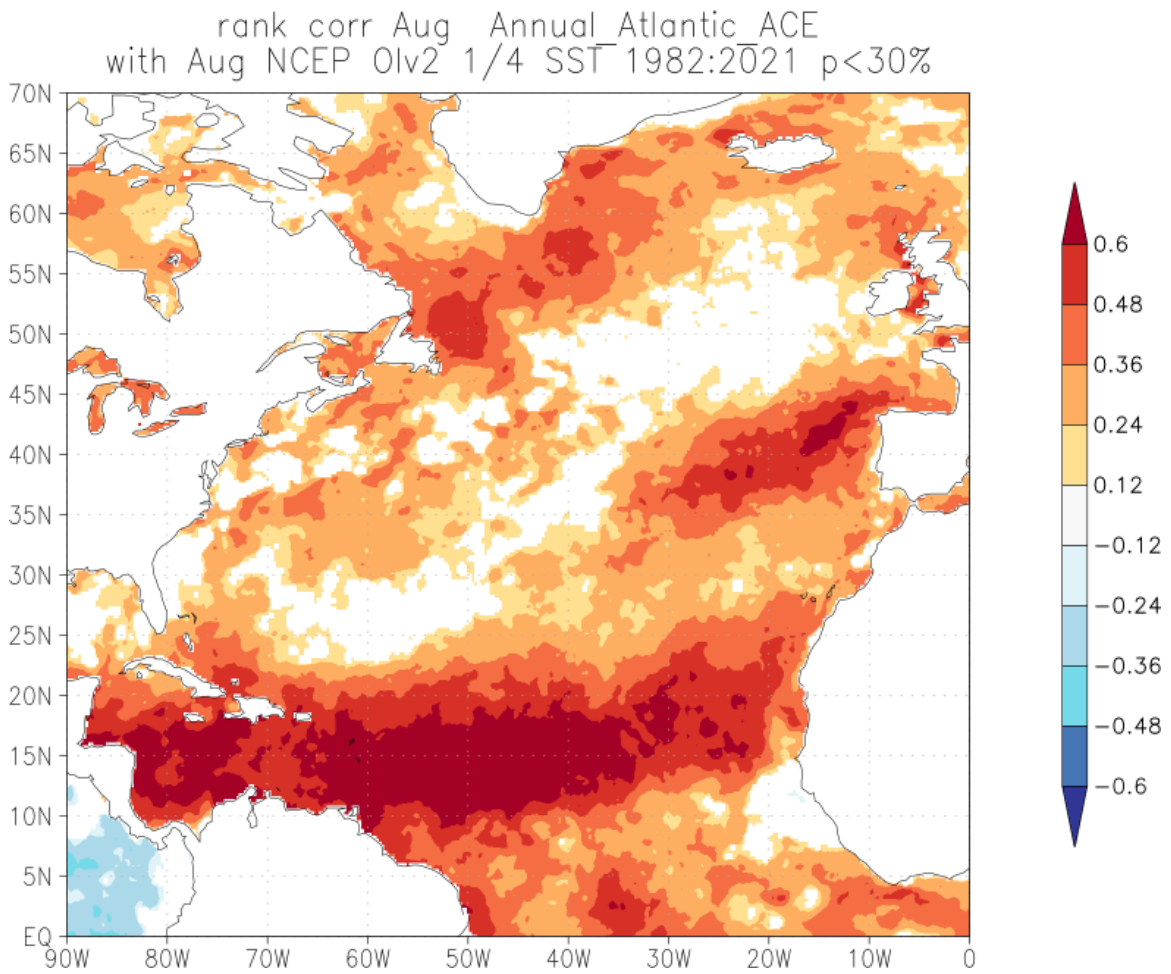 rank corr Aug Annual_Atlantic_ACE
with Aug NCEP OIv2 1/4 SST 1982:2021 p<30%
70N
65N
60N
55N
50N
45N
40N
35N
30N
25N
20N
15N
10N
5N
EQ
90W 80W 70W 60W 50W 40W 30W 20W 10W 0
0.6
0.48
0.36
0.24
0.12
−0.12
−0.24
−0.36
−0.48
−0.6